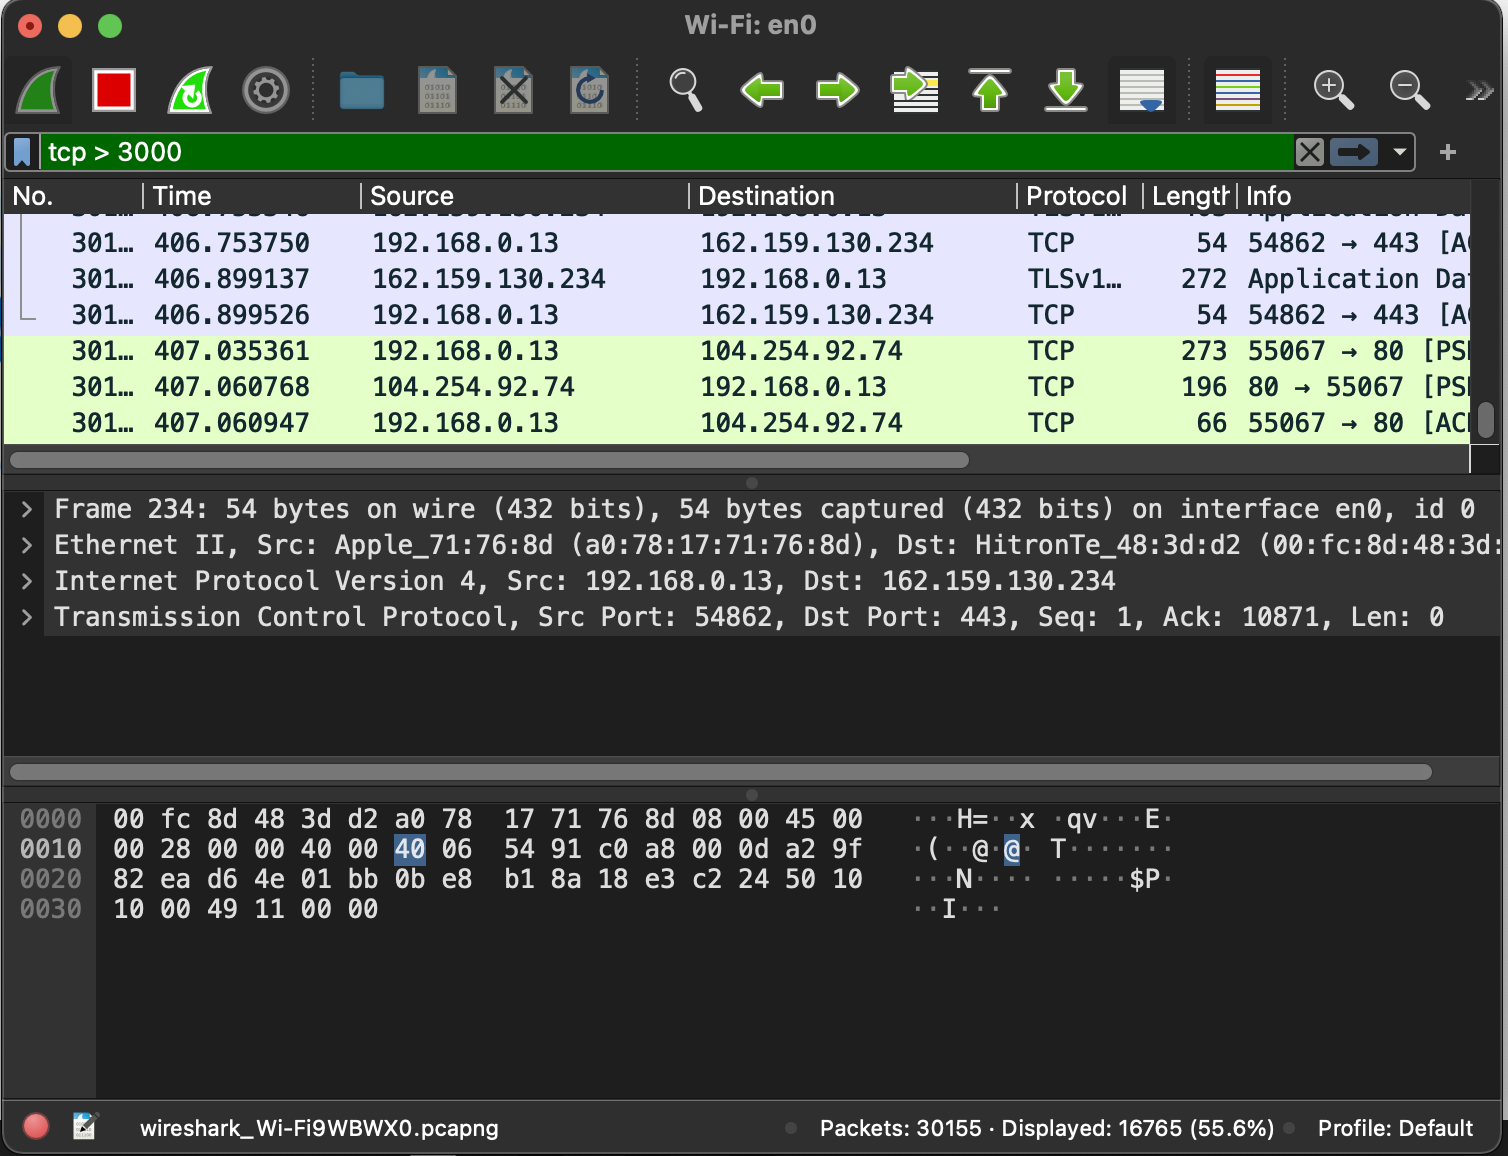 Wi-Fi: en0
tcp > 3000
No. Time Source Destination Protocol Length Info
301… 406.753750 192.168.0.13 162.159.130.234 TCP 54 54862 → 443 [A
301… 406.899137 162.159.130.234 192.168.0.13 TLSv1… 272 Application Da
301… 406.899526 192.168.0.13 162.159.130.234 TCP 54 54862 → 443 [A
301… 407.035361 192.168.0.13 104.254.92.74 TCP 273 55067 → 80 [PS
301… 407.060768 104.254.92.74 192.168.0.13 TCP 196 80 → 55067 [PS
301… 407.060947 192.168.0.13 104.254.92.74 TCP 66 55067 → 80 [AC
Frame 234: 54 bytes on wire (432 bits), 54 bytes captured (432 bits) on interface en0, id 0
Ethernet II, Src: Apple_71:76:8d (a0:78:17:71:76:8d), Dst: HitronTe_48:3d:d2 (00:fc:8d:48:3d:
Internet Protocol Version 4, Src: 192.168.0.13, Dst: 162.159.130.234
Transmission Control Protocol, Src Port: 54862, Dst Port: 443, Seq: 1, Ack: 10871, Len: 0
0000 00 fc 8d 48 3d d2 a0 78 17 71 76 8d 08 00 45 00 ···H=··x ·qv···E·
0010 00 28 00 00 40 00 40 06 54 91 c0 a8 00 0d a2 9f ·(··@·@· T·······
0020 82 ea d6 4e 01 bb 0b e8 b1 8a 18 e3 c2 24 50 10 ···N···· ·····$P·
0030 10 00 49 11 00 00 ··I···
wireshark_Wi-Fi9WBWX0.pcapng Packets: 30155 · Displayed: 16765 (55.6%) Profile: Default